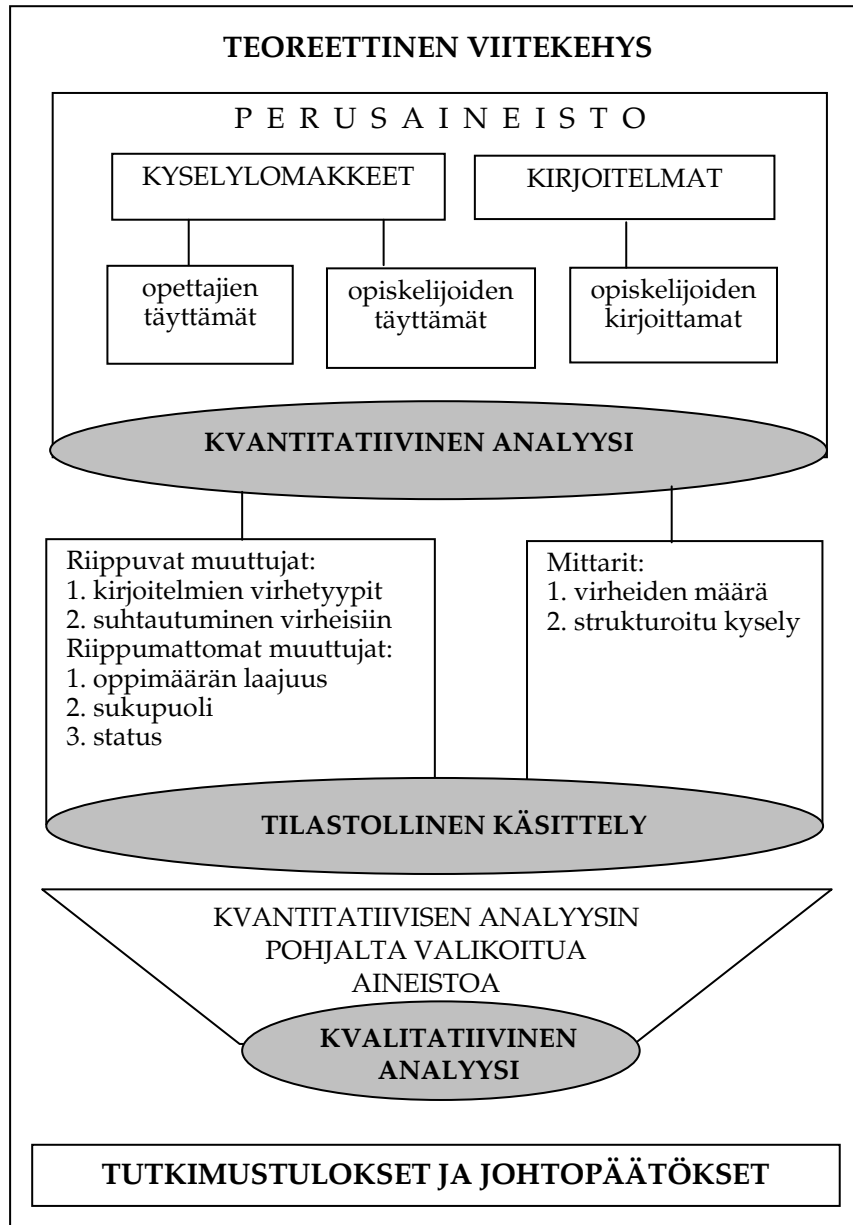 TEOREETTINEN VIITEKEHYS
P E R U S A I N E I S T O
KYSELYLOMAKKEET
KIRJOITELMAT
opettajien
täyttämät
opiskelijoiden
täyttämät
opiskelijoiden
kirjoittamat
KVANTITATIIVINEN ANALYYSI
Riippuvat muuttujat:
1. kirjoitelmien virhetyypit
2. suhtautuminen virheisiin
Riippumattomat muuttujat:
1. oppimäärän laajuus
2. sukupuoli
3. status
Mittarit:
1. virheiden määrä
2. strukturoitu kysely
TILASTOLLINEN KÄSITTELY
KVANTITATIIVISEN ANALYYSIN
POHJALTA VALIKOITUA
AINEISTOA
KVALITATIIVINEN
ANALYYSI
TUTKIMUSTULOKSET JA JOHTOPÄÄTÖKSET